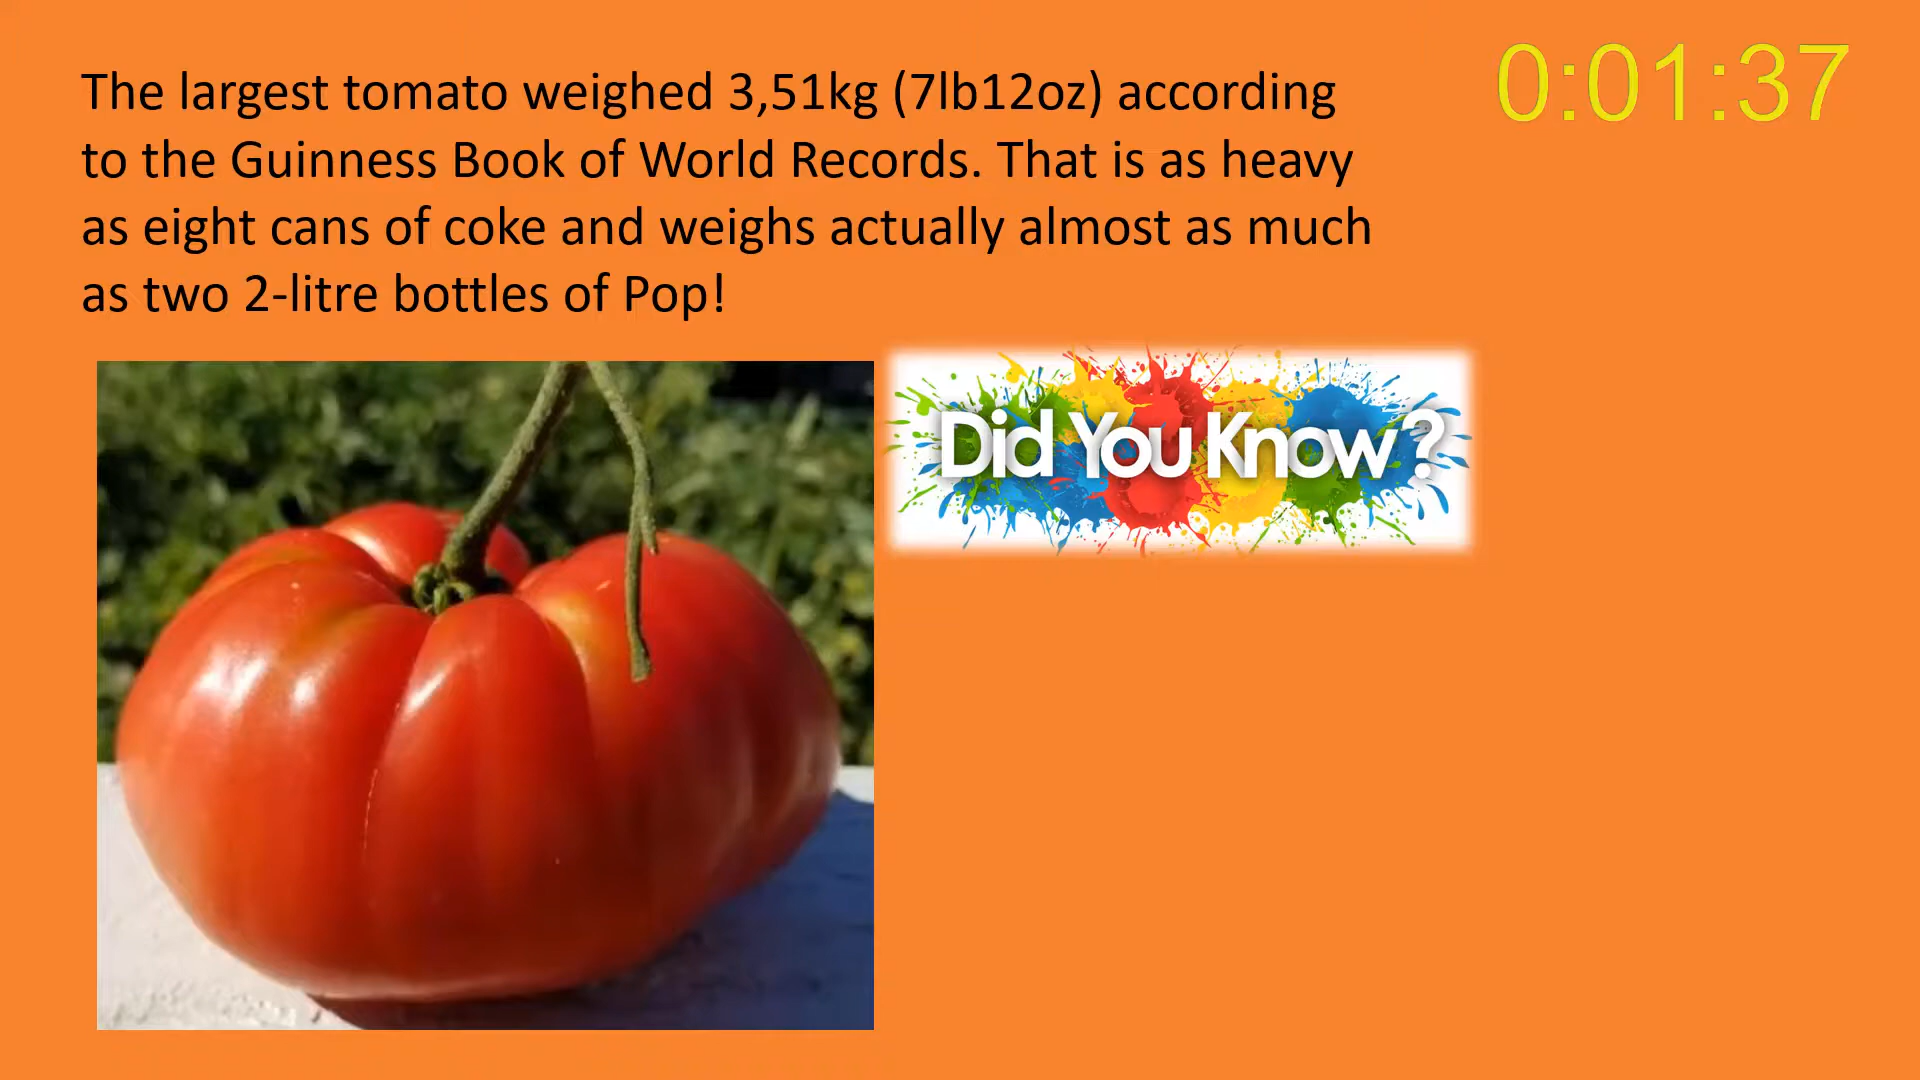 The largest tomato weighed 3,51kg (7lb12oz) according
to the Guinness Book of World Records. That is as heavy
as eight cans of coke and weighs actually almost as much
as two 2-litre bottles of Pop!
0:01:37
Did You Know?